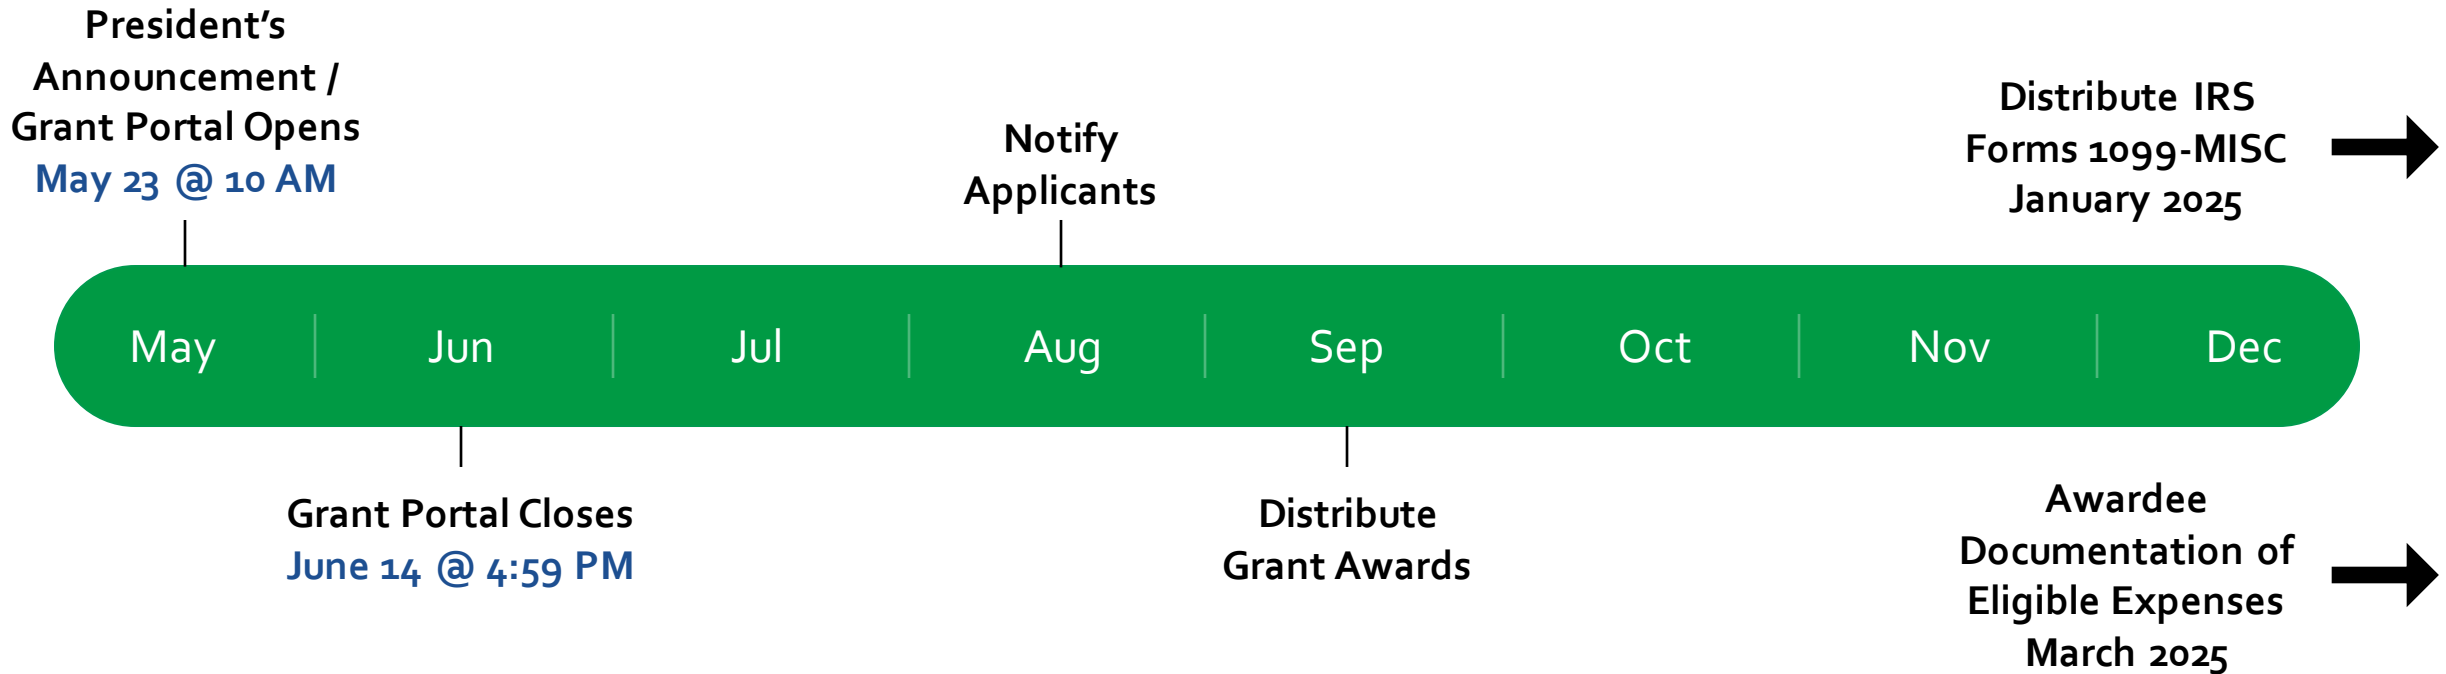 President’s
Announcement /
Grant Portal Opens
May 23 @ 10 AM
Notify
Applicants
Distribute IRS
Forms 1099-MISC
January 2025
May
Jun
Jul
Aug
Sep
Oct
Nov
Dec
Grant Portal Closes
June 14 @ 4:59 PM
Distribute
Grant Awards
Awardee
Documentation of
Eligible Expenses
March 2025